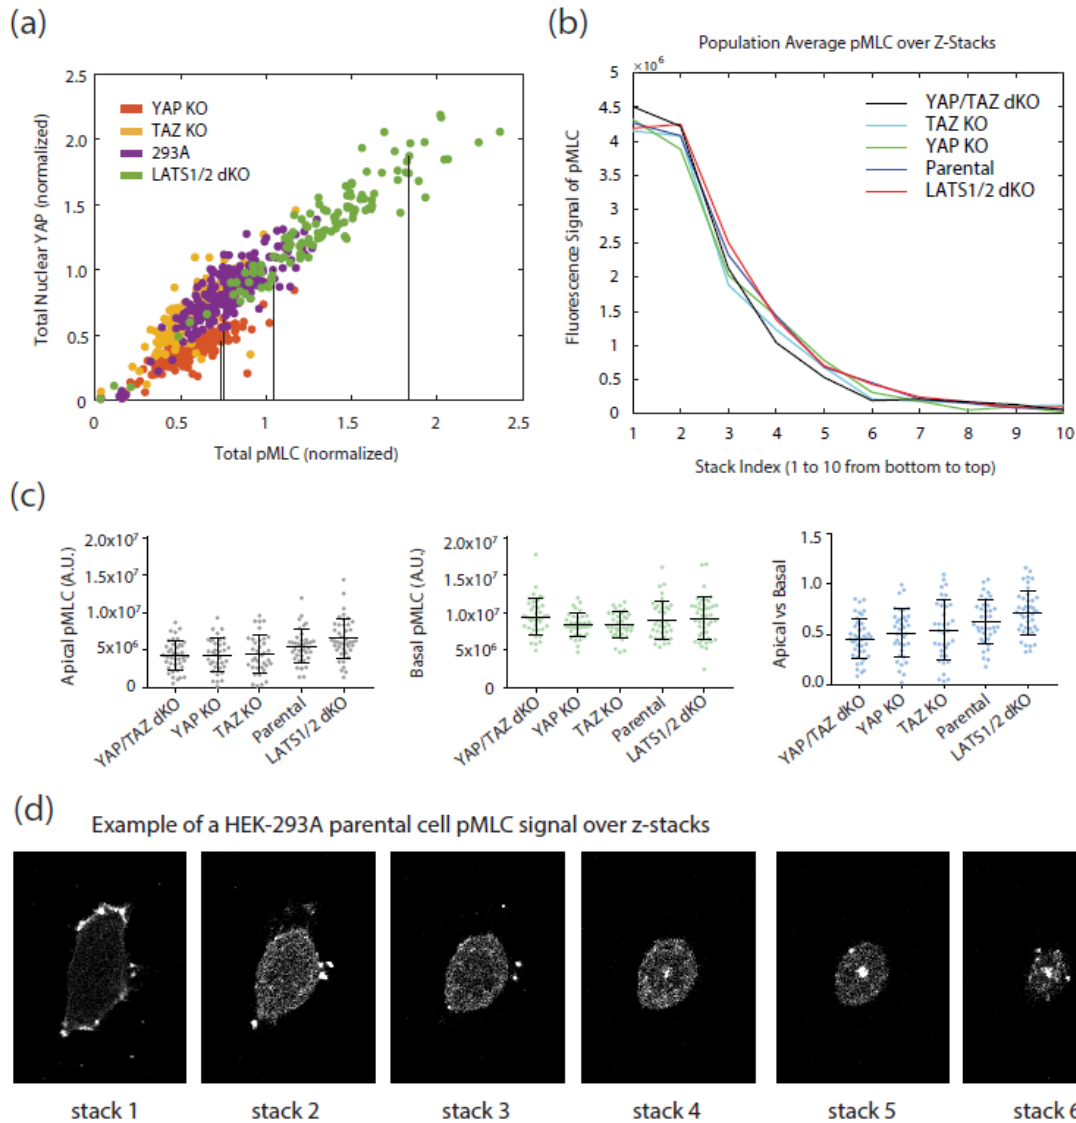 (a)
2.5
2.0
1.5
1.0
0.5
0
Total Nuclear YAP (normalized)
YAP KO
TAZ KO
293A
LATS1/2 dKO
0 0.5 1 1.5 2 2.5
Total pMLC (normalized)
(b)
Population Average pMLC over Z-Stacks
×10⁶
5
4.5
4
3.5
3
2.5
2
1.5
1
0.5
0
Fluorescence Signal of pMLC
YAP/TAZ dKO
TAZ KO
YAP KO
Parental
LATS1/2 dKO
1 2 3 4 5 6 7 8 9 10
Stack Index (1 to 10 from bottom to top)
(c)
Apical pMLC (A.U.)
2.0x10⁷
1.5x10⁷
1.0x10⁷
5x10⁶
0
YAP/TAZ dKO
YAP KO
TAZ KO
Parental
LATS1/2 dKO
Basal pMLC (A.U.)
2.0x10⁷
1.5x10⁷
1.0x10⁷
5x10⁶
0
YAP/TAZ dKO
YAP KO
TAZ KO
Parental
LATS1/2 dKO
Apical vs Basal
1.5
1.0
0.5
0.0
YAP/TAZ dKO
YAP KO
TAZ KO
Parental
LATS1/2 dKO
(d)
Example of a HEK-293A parental cell pMLC signal over z-stacks
stack 1 stack 2 stack 3 stack 4 stack 5 stack 6